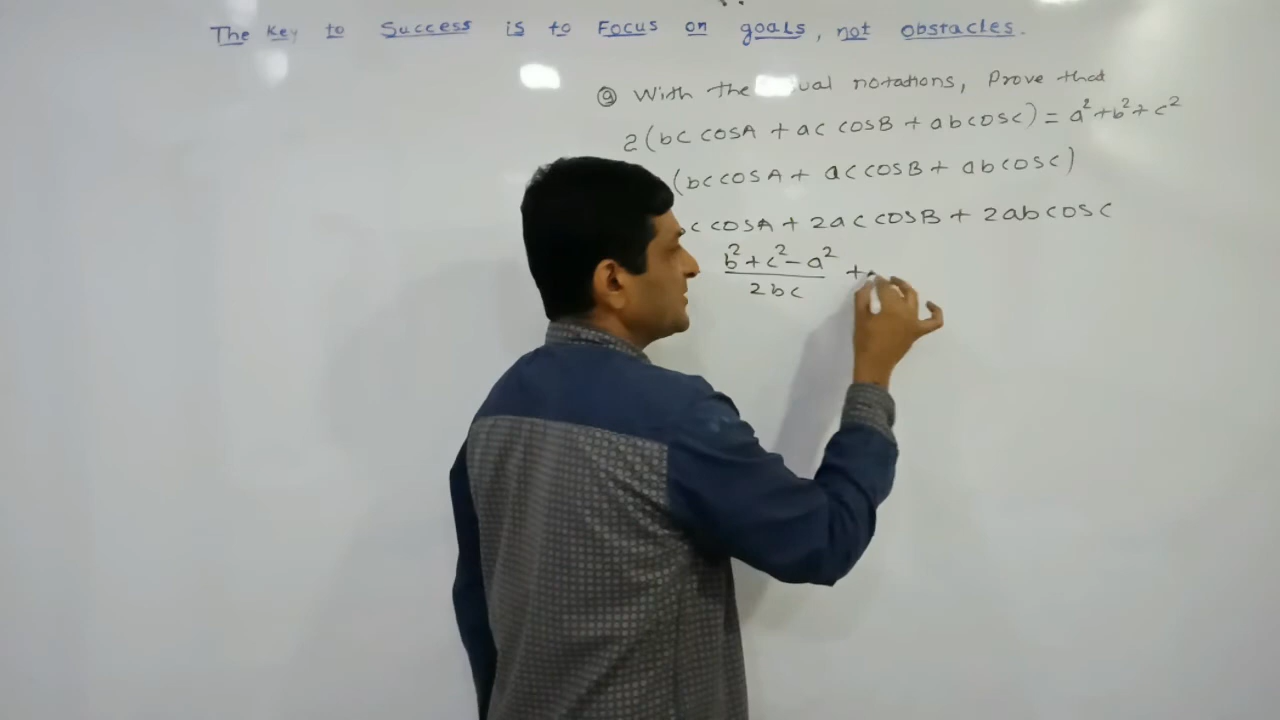 The Key to Success is to Focus on goals, not obstacles.
⑨ With the notations, Prove that
2(bc cosA + ac cosB + ab cosC) = a² + b² + c²
(bc cosA + ac cosB + ab cosC)
c cosA + 2ac cosB + 2ab cosC
b² + c² - a² +
2bc